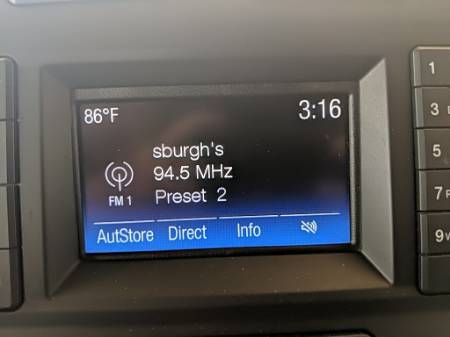 86°F 3:16
sburgh's
94.5 MHz
FM 1 Preset 2
AutStore Direct Info
1
3
5
7
9